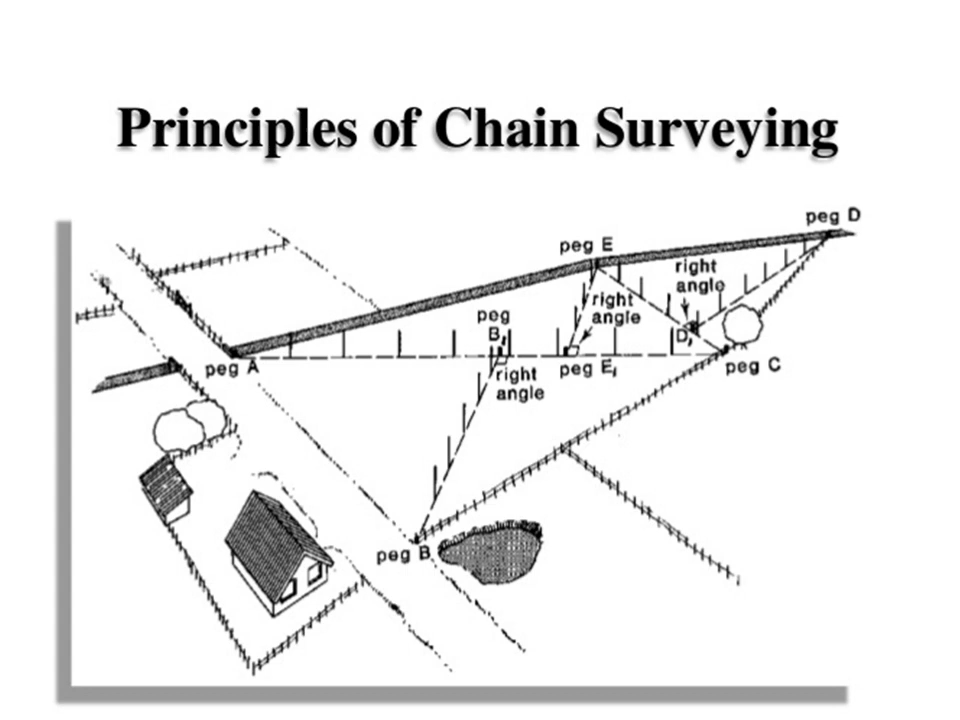 Principles of Chain Surveying
peg D
peg E
right
angle
right
angle
peg
B₁
D₁
peg A
right
angle
peg E₁
peg C
peg B